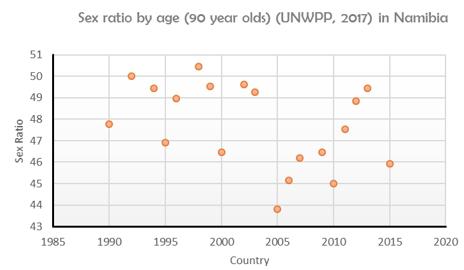 Sex ratio by age (90 year olds) (UNWPP, 2017) in Namibia
51
50
49
48
47
46
45
44
43
Sex Ratio
1985 1990 1995 2000 2005 2010 2015 2020
Country